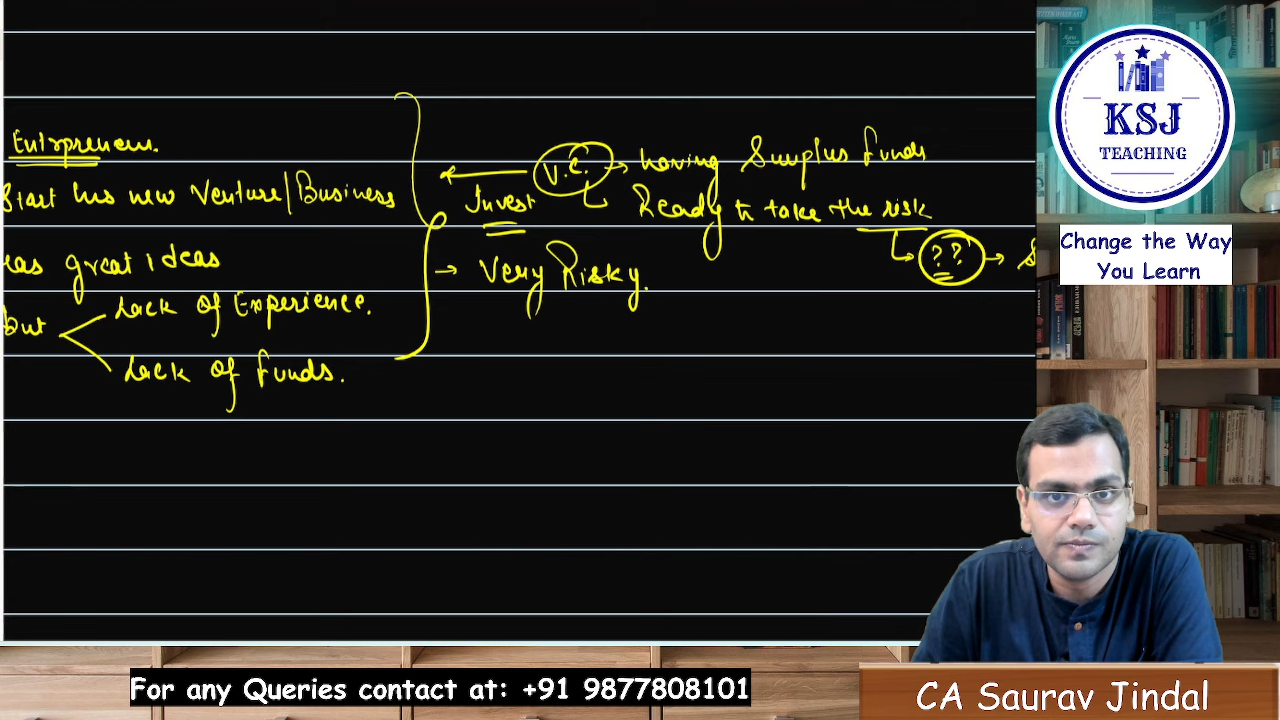 Entrepreneur.
Start his new Venture/Business
has great ideas
but
Lack of Experience.
Lack of funds.
Invest
V.C. → having Surplus funds
Ready to take the risk
?? →
→ Very Risky.
KSJ
TEACHING
Change the Way
You Learn
For any Queries contact at: +91 9877808101
CA Saurav Jindal